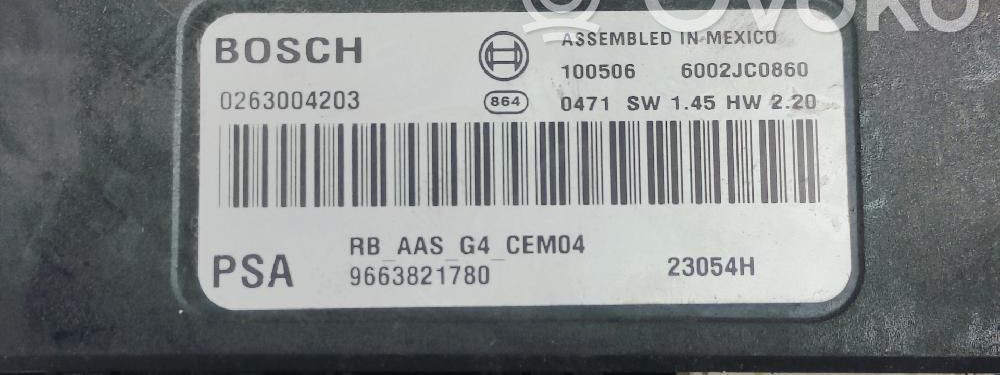 OVOKO
BOSCH
ASSEMBLED IN MEXICO
100506 6002JC0860
0263004203
864 0471 SW 1.45 HW 2.20
RB_AAS_G4_CEM04
PSA
9663821780
23054H